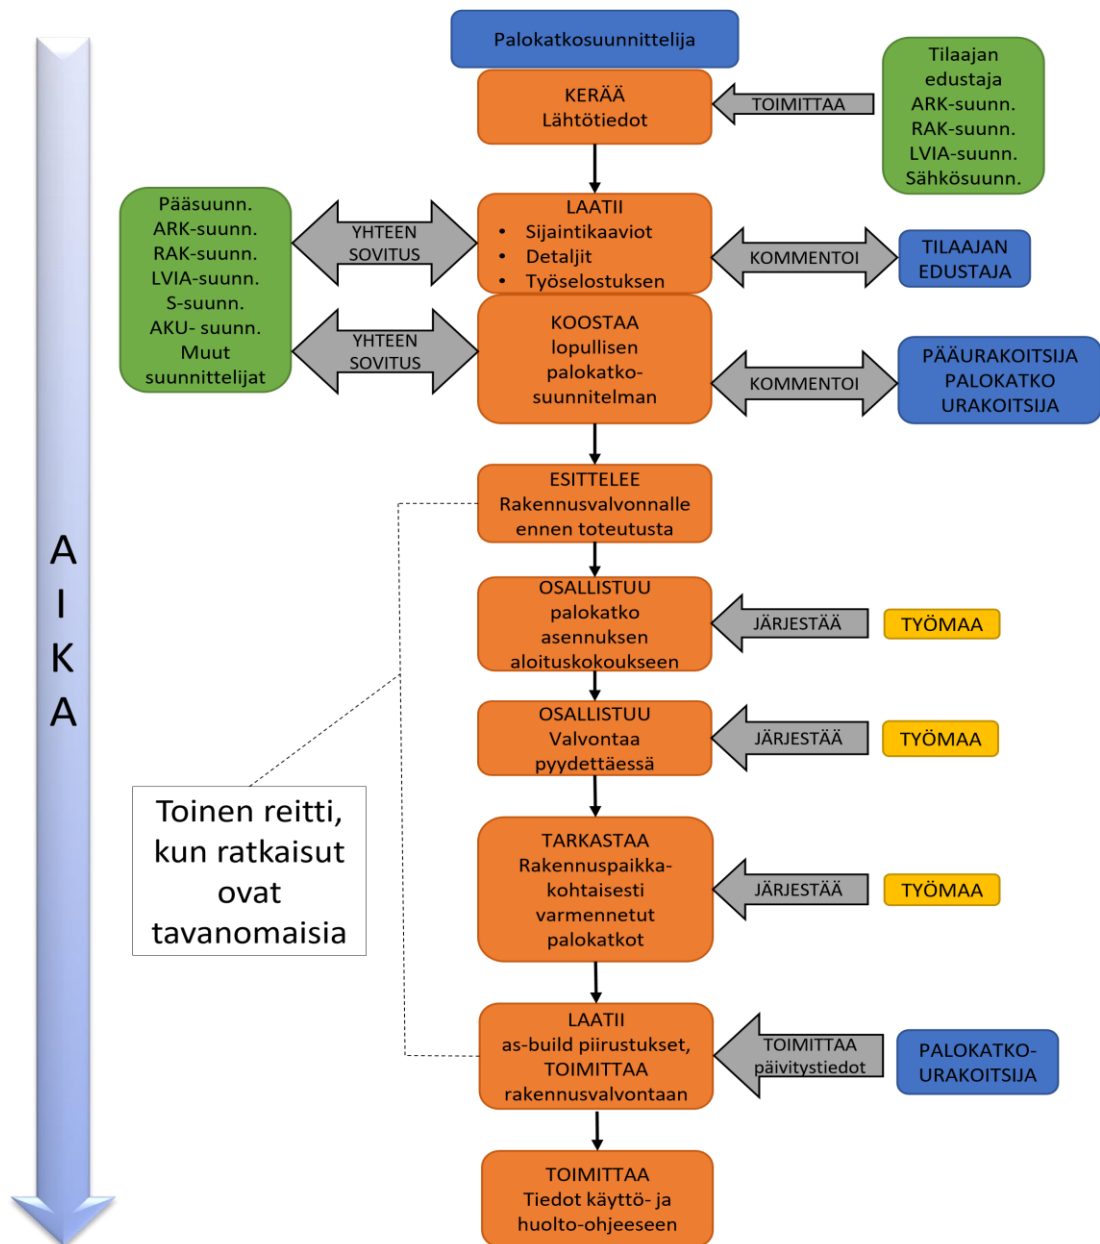 Palokatkosuunnittelija
KERÄÄ
Lähtötiedot
TOIMITTAA
Tilaajan
edustaja
ARK-suunn.
RAK-suunn.
LVIA-suunn.
Sähkösuunn.
Pääsuunn.
ARK-suunn.
RAK-suunn.
LVIA-suunn.
S-suunn.
AKU- suunn.
Muut
suunnittelijat
YHTEEN
SOVITUS
LAATII
• Sijaintikaaviot
• Detaljit
• Työselostuksen
KOMMENTOI
TILAAJAN
EDUSTAJA
YHTEEN
SOVITUS
KOOSTAA
lopullisen
palokatko-
suunnitelman
KOMMENTOI
PÄÄURAKOITSIJA
PALOKATKO
URAKOITSIJA
ESITTELEE
Rakennusvalvonnalle
ennen toteutusta
A
I
K
A
OSALLISTUU
palokatko
asennuksen
aloituskokoukseen
JÄRJESTÄÄ
TYÖMAA
OSALLISTUU
Valvontaa
pyydettäessä
JÄRJESTÄÄ
TYÖMAA
Toinen reitti,
kun ratkaisut
ovat
tavanomaisia
TARKASTAA
Rakennuspaikka-
kohtaisesti
varmennetut
palokatkot
JÄRJESTÄÄ
TYÖMAA
LAATII
as-build piirustukset,
TOIMITTAA
rakennusvalvontaan
TOIMITTAA
päivitystiedot
PALOKATKO-
URAKOITSIJA
TOIMITTAA
Tiedot käyttö- ja
huolto-ohjeeseen